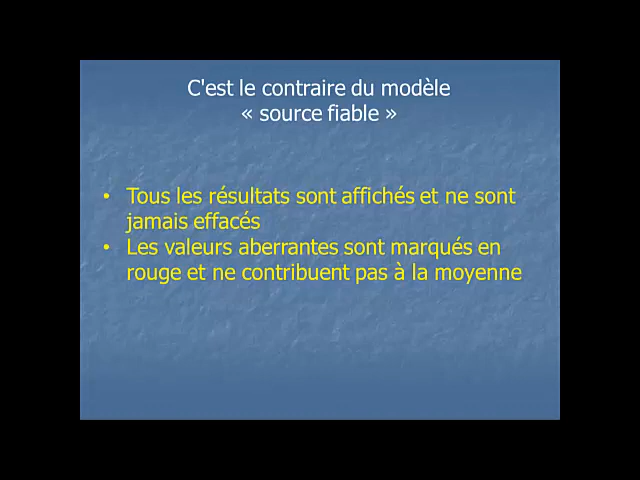 C'est le contraire du modèle
« source fiable »
• Tous les résultats sont affichés et ne sont
jamais effacés
• Les valeurs aberrantes sont marqués en
rouge et ne contribuent pas à la moyenne